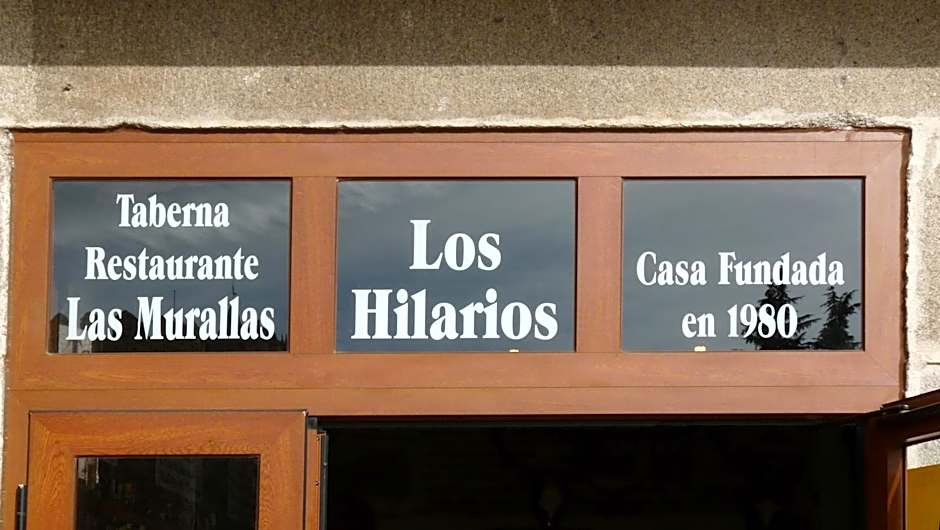 Taberna
Restaurante
Las Murallas
Los
Hilarios
Casa Fundada
en 1980